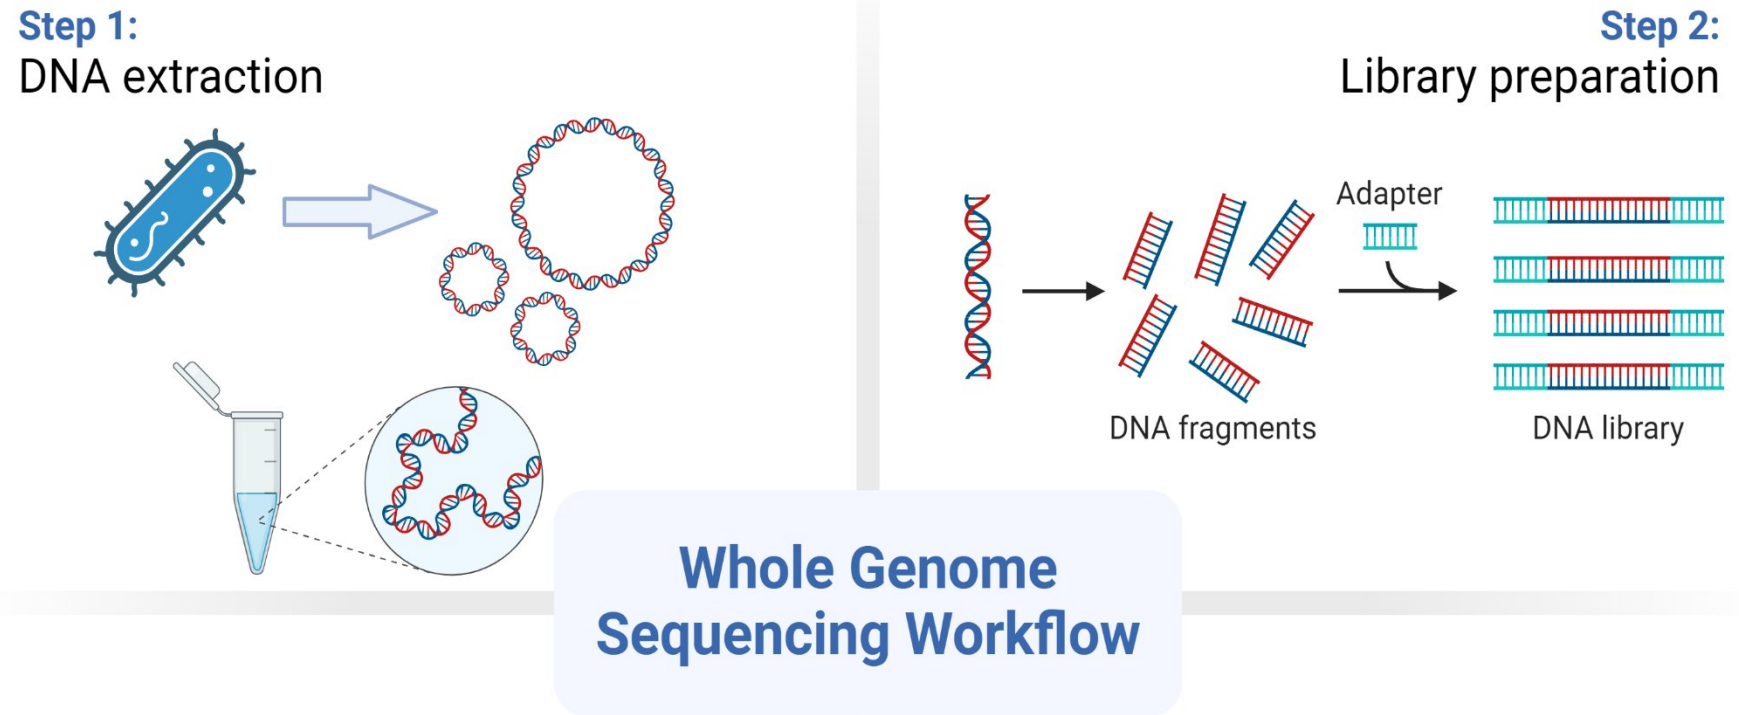 Step 1:
DNA extraction
Step 2:
Library preparation
Adapter
DNA fragments
DNA library
Whole Genome
Sequencing Workflow